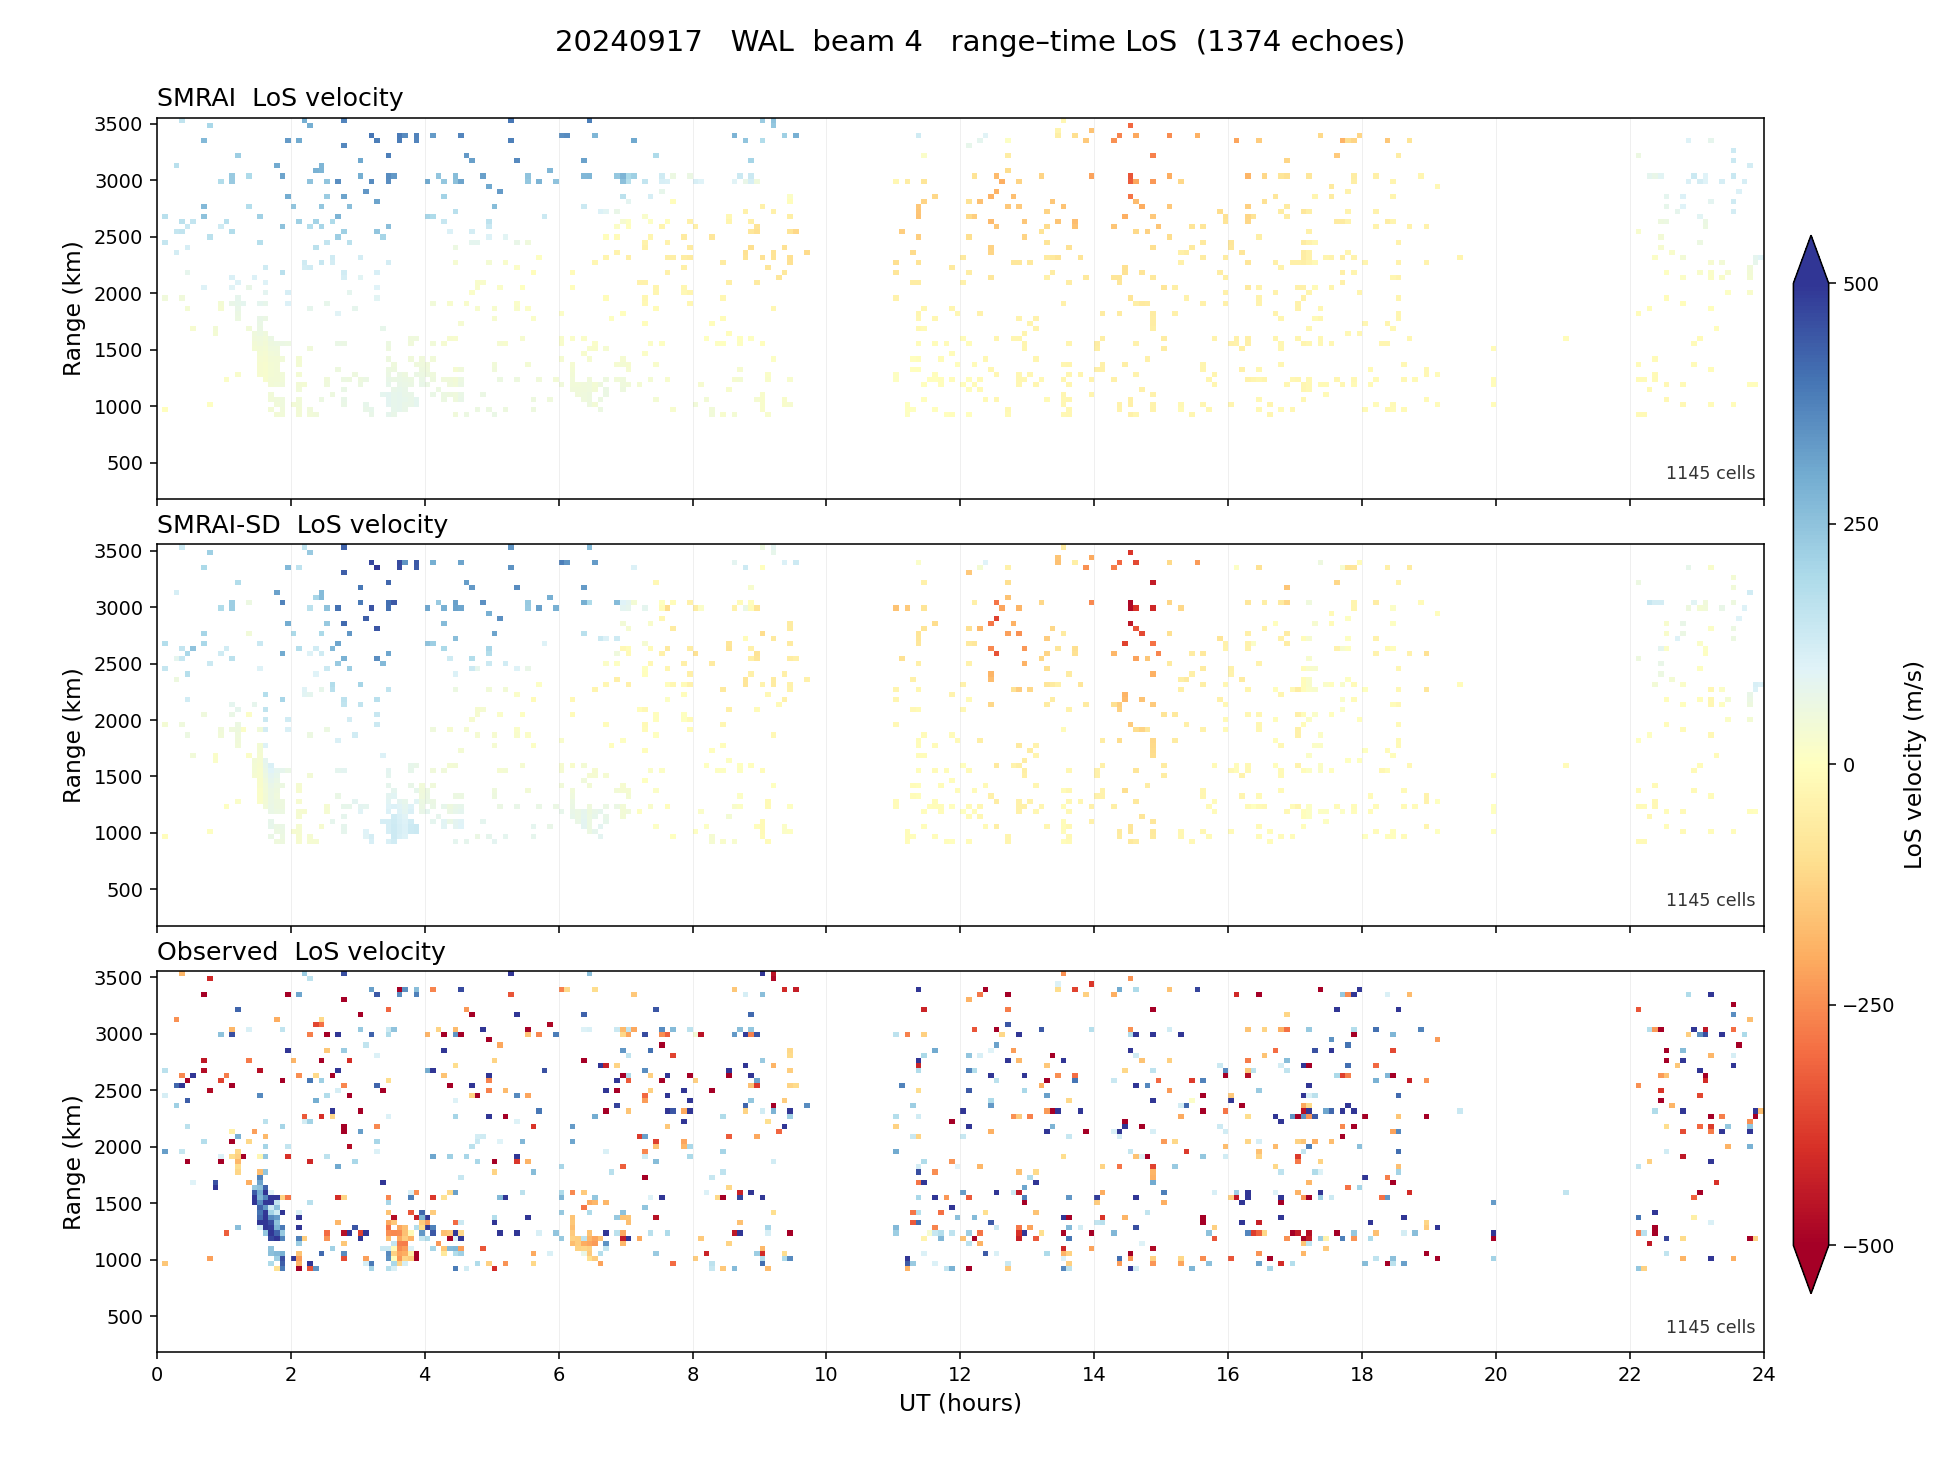 20240917   WAL  beam 4   range–time LoS  (1374 echoes)
SMRAI  LoS velocity
3500
3000
2500
2000
1500
1000
500
Range (km)
1145 cells
SMRAI-SD  LoS velocity
3500
3000
2500
2000
1500
1000
500
Range (km)
1145 cells
Observed  LoS velocity
3500
3000
2500
2000
1500
1000
500
Range (km)
1145 cells
0 2 4 6 8 10 12 14 16 18 20 22 24
UT (hours)
500
250
0
−250
−500
LoS velocity (m/s)